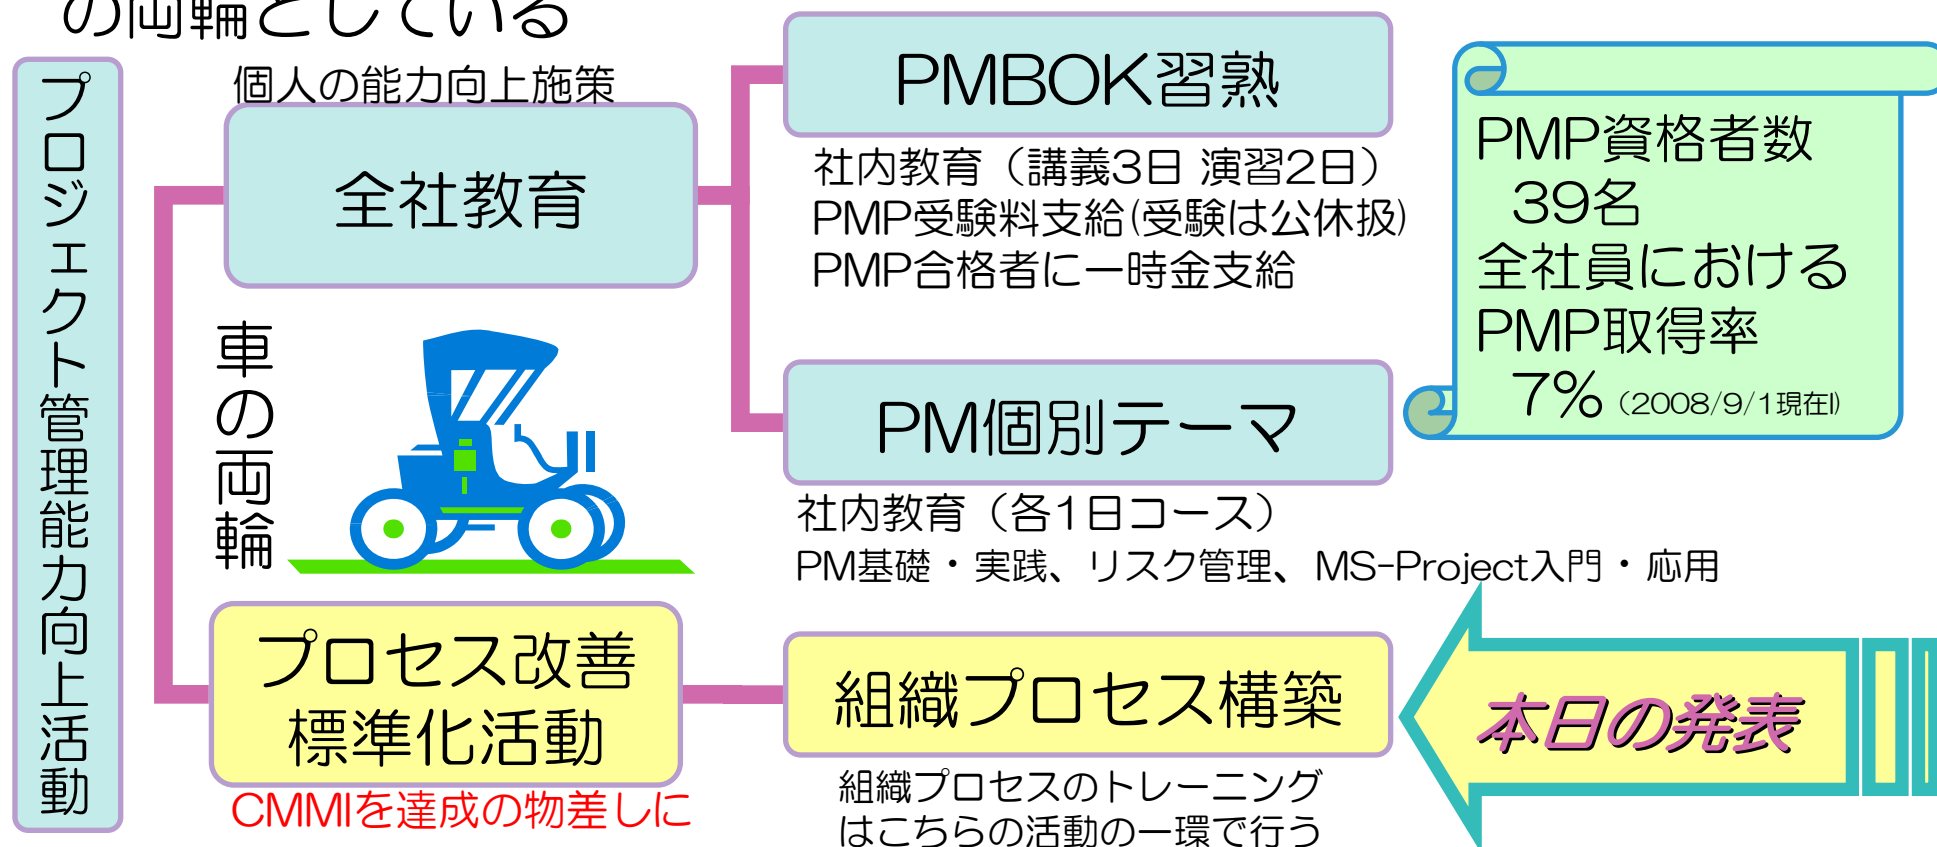 の両輪としている
プロジェクト管理能力向上活動
個人の能力向上施策
全社教育
車の両輪
プロセス改善
標準化活動
CMMIを達成の物差しに
PMBOK習熟
社内教育（講義3日 演習2日）
PMP受験料支給(受験は公休扱)
PMP合格者に一時金支給
PM個別テーマ
社内教育（各1日コース）
PM基礎・実践、リスク管理、MS-Project入門・応用
組織プロセス構築
組織プロセスのトレーニング
はこちらの活動の一環で行う
PMP資格者数
39名
全社員における
PMP取得率
7%（2008/9/1現在)
本日の発表